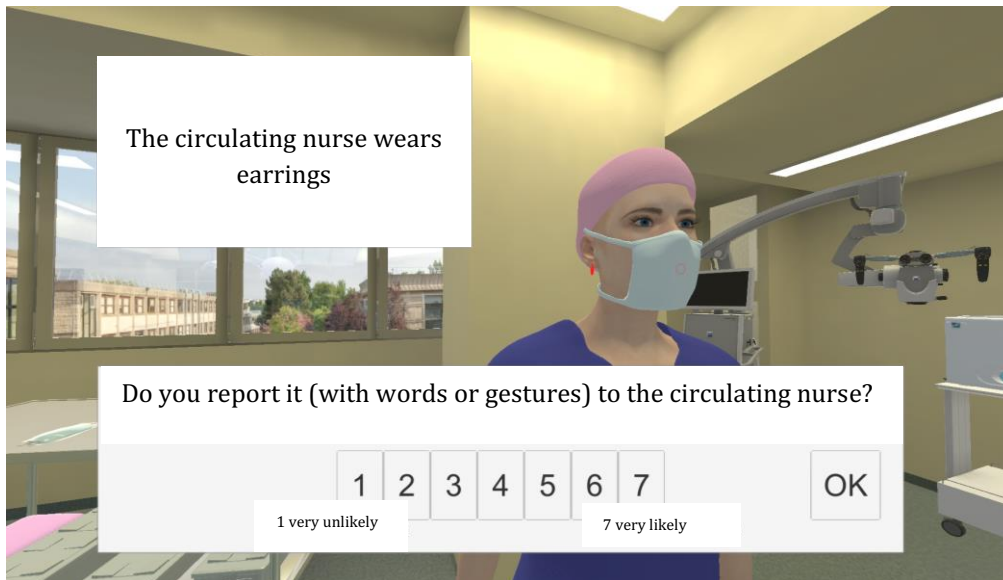 The circulating nurse wears
earrings
Do you report it (with words or gestures) to the circulating nurse?
1 2 3 4 5 6 7 OK
1 very unlikely 7 very likely